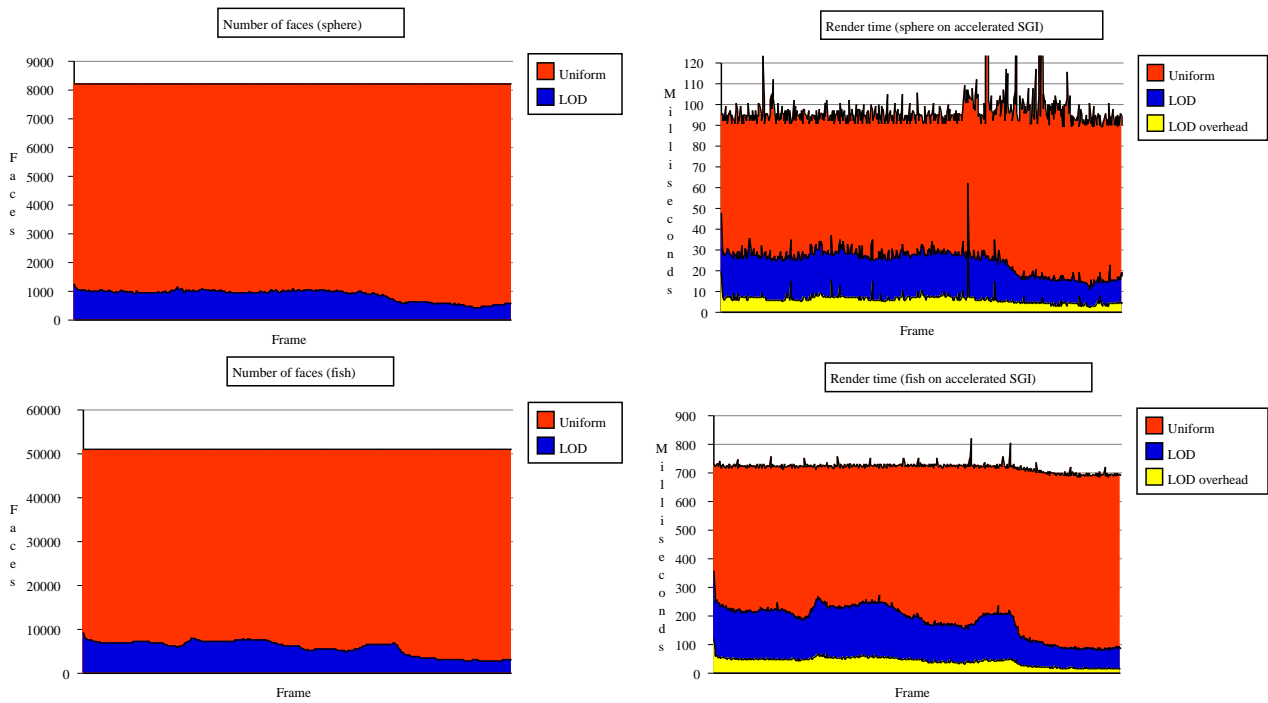 Number of faces (sphere)
9000
8000
7000
6000
5000
4000
3000
2000
1000
0
Faces
Frame
Uniform
LOD
Render time (sphere on accelerated SGI)
120
110
100
90
80
70
60
50
40
30
20
10
0
Milliseconds
Frame
Uniform
LOD
LOD overhead
Number of faces (fish)
60000
50000
40000
30000
20000
10000
0
Faces
Frame
Uniform
LOD
Render time (fish on accelerated SGI)
900
800
700
600
500
400
300
200
100
0
Milliseconds
Frame
Uniform
LOD
LOD overhead